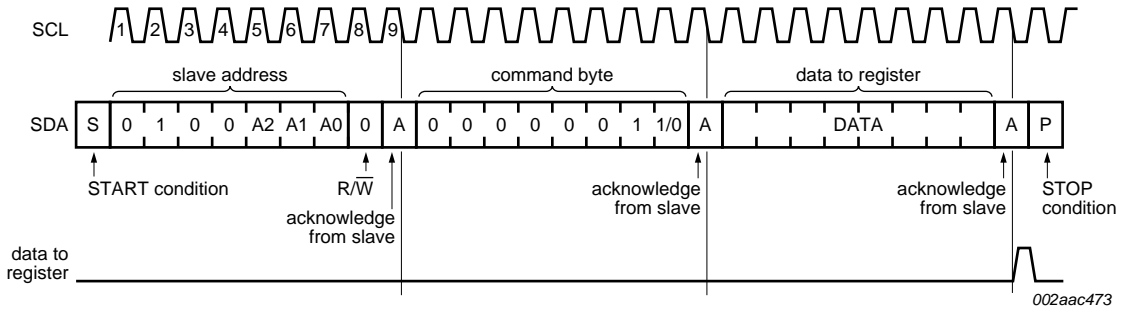 SCL 1 2 3 4 5 6 7 8 9
slave address command byte data to register
SDA S 0 1 0 0 A2 A1 A0 0 A 0 0 0 0 0 0 1 1/0 A DATA A P
START condition R/W acknowledge from slave acknowledge from slave acknowledge from slave STOP condition
data to register
002aac473